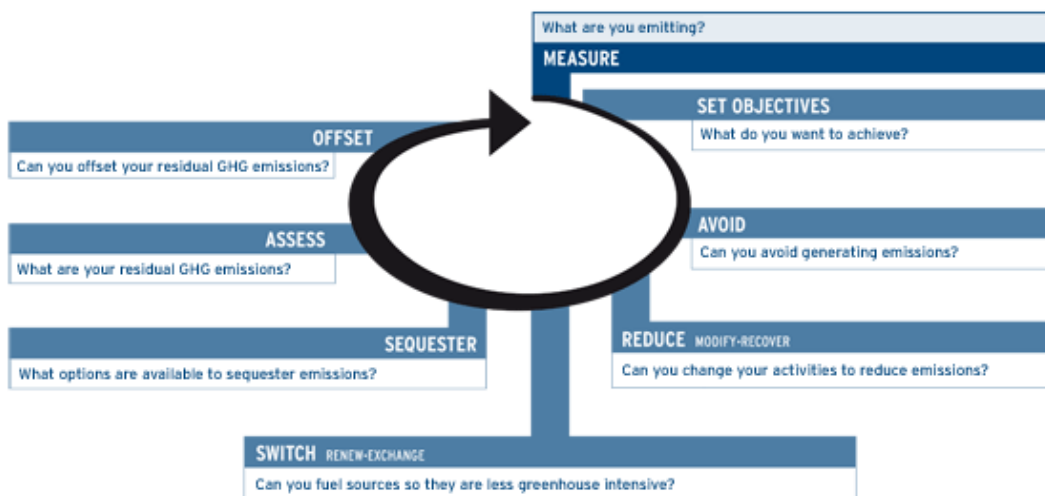 What are you emitting?
MEASURE
SET OBJECTIVES
What do you want to achieve?
AVOID
Can you avoid generating emissions?
REDUCE MODIFY-RECOVER
Can you change your activities to reduce emissions?
SWITCH RENEW-EXCHANGE
Can you fuel sources so they are less greenhouse intensive?
SEQUESTER
What options are available to sequester emissions?
ASSESS
What are your residual GHG emissions?
OFFSET
Can you offset your residual GHG emissions?